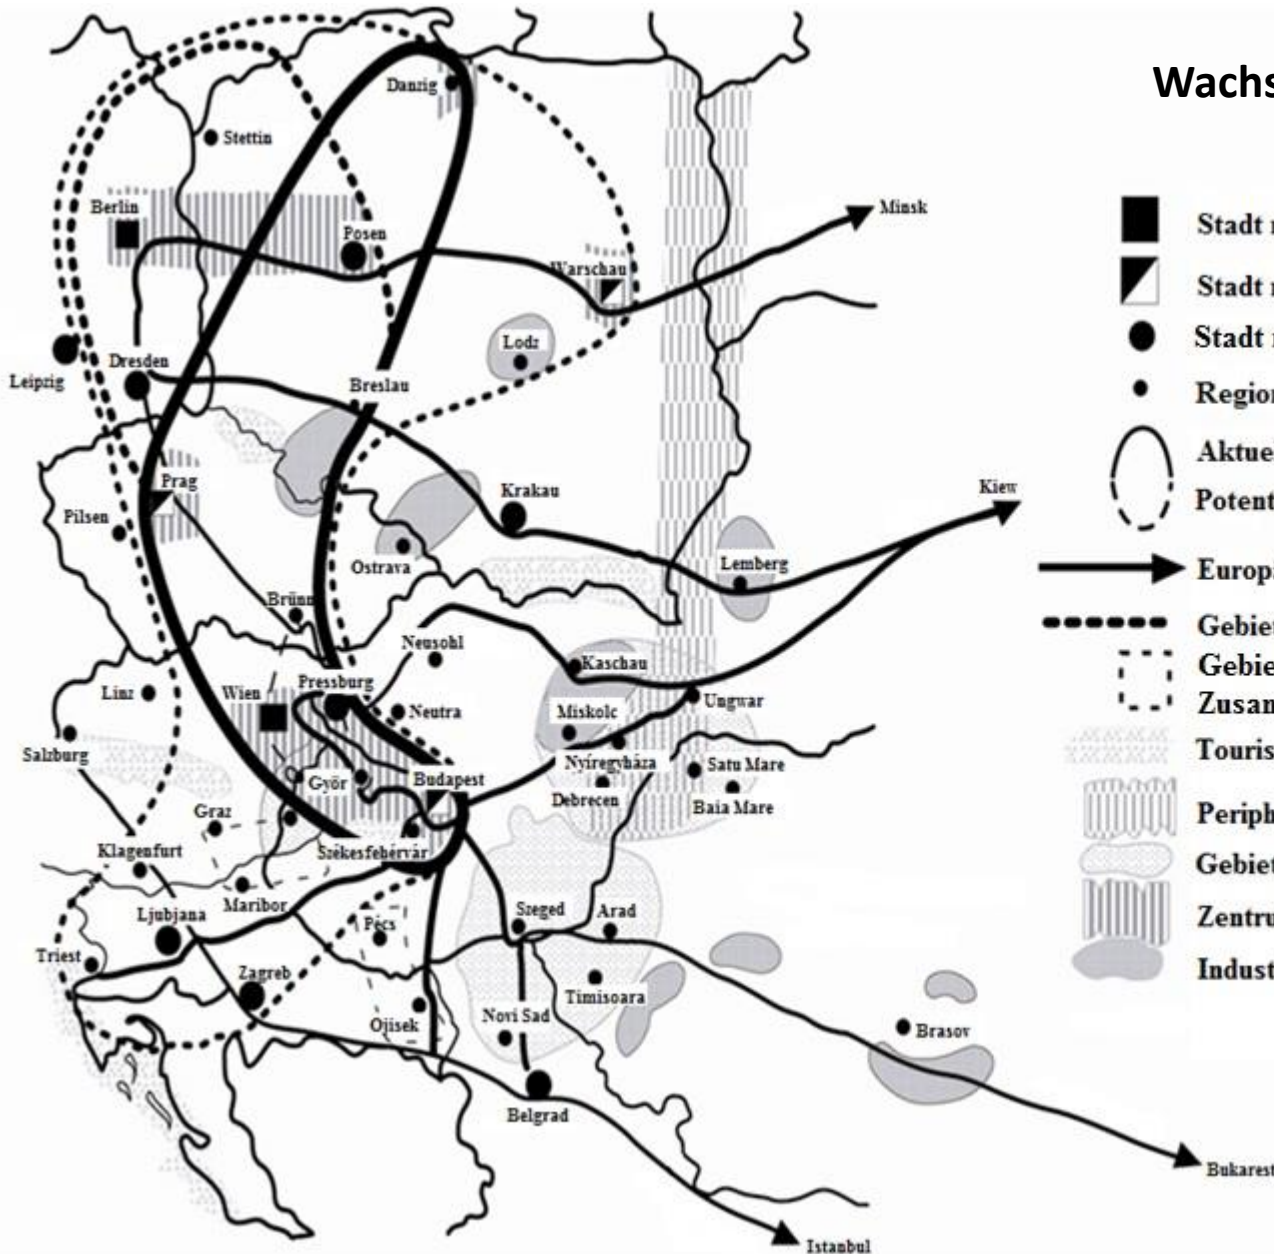 Wachs
Danzig
Stettin
Berlin
Posen
Minsk
Warschau
Lodz
Leipzig
Dresden
Breslau
Prag
Pilsen
Krakau
Kiew
Ostrava
Lemberg
Brünn
Neusohl
Kaschau
Linz
Wien
Pressburg
Neutra
Miskolc
Ungwar
Salzburg
Györ
Budapest
Nyíregyháza
Satu Mare
Debrecen
Baia Mare
Graz
Székesfehérvár
Klagenfurt
Maribor
Ljubjana
Pécs
Szeged
Arad
Triest
Zagreb
Timisoara
Ojisek
Novi Sad
Brasov
Belgrad
Bukarest
Istanbul
Stadt r
Stadt r
Stadt r
Region
Aktue
Potent
Europ
Gebiet
Gebiet
Zusan
Touris
Periph
Gebiet
Zentru
Indust